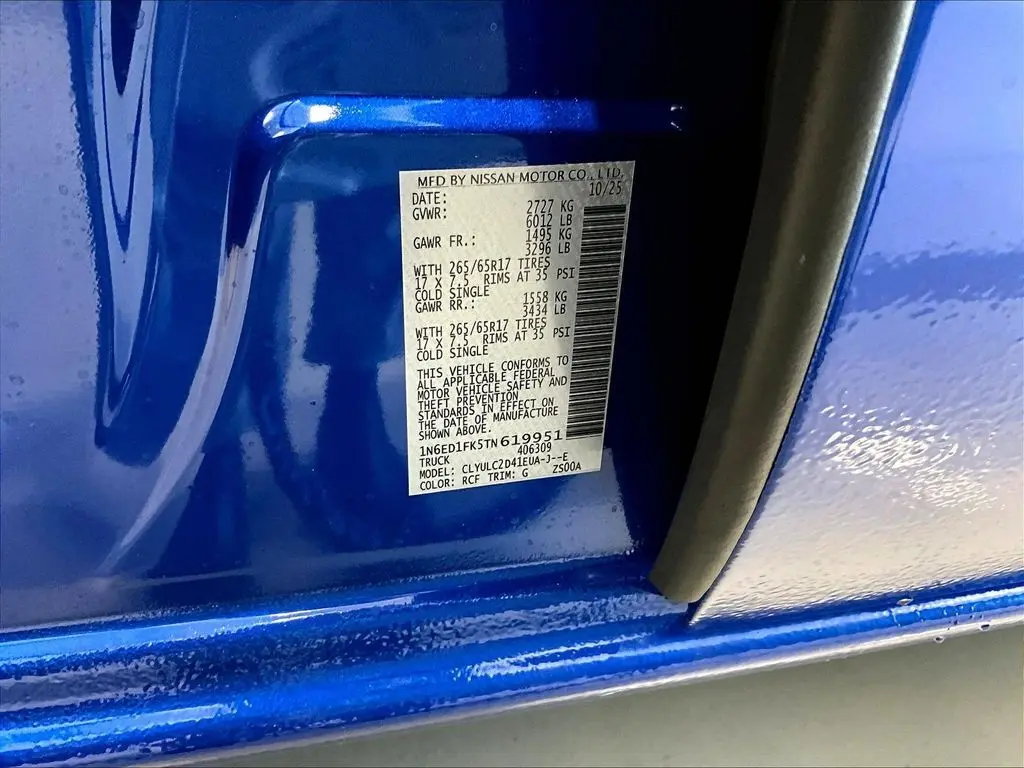 MFD BY NISSAN MOTOR CO., LTD.
DATE: 10/25
GVWR: 2727 KG
6012 LB
GAWR FR.: 1495 KG
3296 LB
WITH 265/65R17 TIRES
17 X 7.5 RIMS AT 35 PSI
COLD SINGLE
GAWR RR.: 1558 KG
3434 LB
WITH 265/65R17 TIRES
17 X 7.5 RIMS AT 35 PSI
COLD SINGLE
THIS VEHICLE CONFORMS TO
ALL APPLICABLE FEDERAL
MOTOR VEHICLE SAFETY AND
THEFT PREVENTION
STANDARDS IN EFFECT ON
THE DATE OF MANUFACTURE
SHOWN ABOVE.
1N6ED1FK5TN619951
TRUCK 406309
MODEL: CLYULC2D41EUA-J--E
COLOR: RCF TRIM: G ZS00A